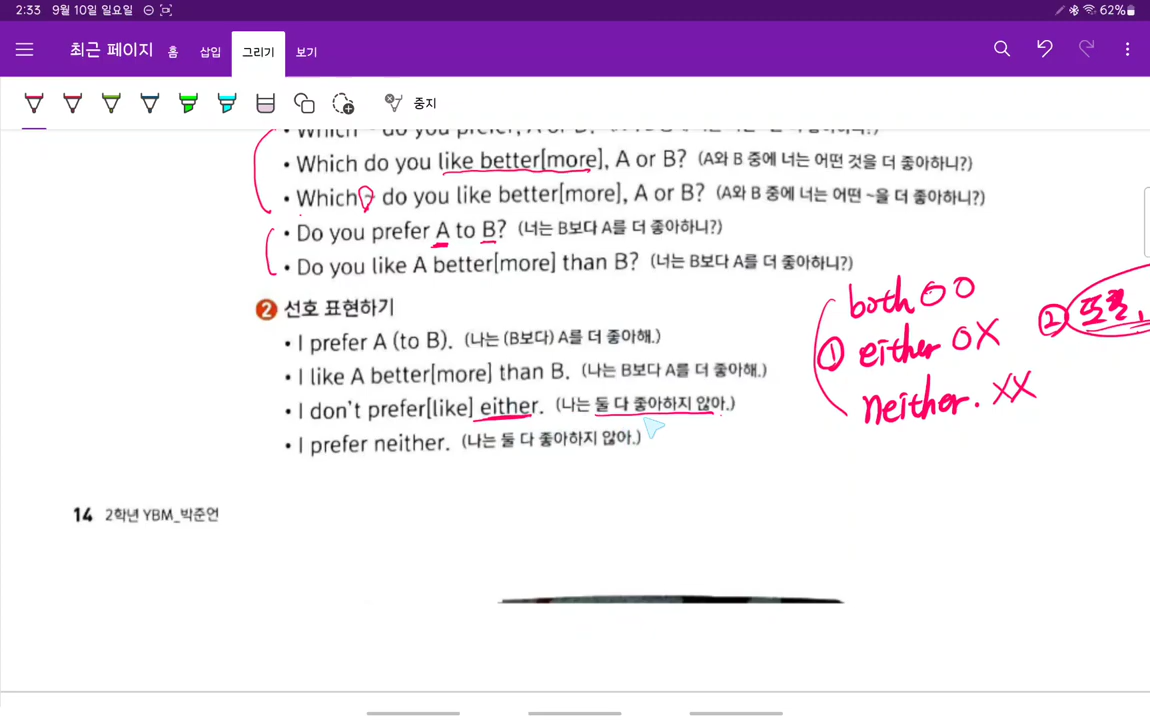 2:33 9월 10일 일요일 62%
최근 페이지 홈 삽입 그리기 보기
중지
• Which ~ do you prefer, A or B?
• Which do you like better[more], A or B? (A와 B 중에 너는 어떤 것을 더 좋아하니?)
• Which ~ do you like better[more], A or B? (A와 B 중에 너는 어떤 ~을 더 좋아하니?)
• Do you prefer A to B? (너는 B보다 A를 더 좋아하니?)
• Do you like A better[more] than B? (너는 B보다 A를 더 좋아하니?)
2 선호 표현하기
• I prefer A (to B). (나는 (B보다) A를 더 좋아해.)
• I like A better[more] than B. (나는 B보다 A를 더 좋아해.)
• I don't prefer[like] either. (나는 둘 다 좋아하지 않아.)
• I prefer neither. (나는 둘 다 좋아하지 않아.)
both O O
① either O X
neither. X X
②
14 2학년 YBM_박준언